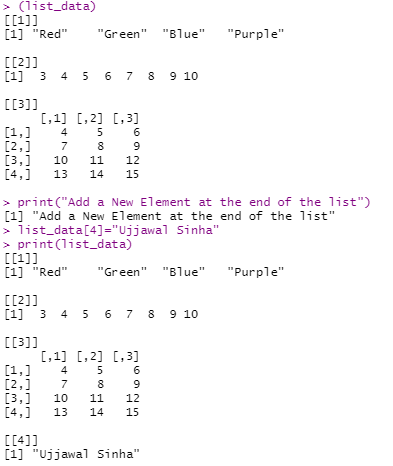 > (list_data)
[[1]]
[1] "Red"    "Green"  "Blue"   "Purple"

[[2]]
[1]  3  4  5  6  7  8  9 10

[[3]]
     [,1] [,2] [,3]
[1,]    4    5    6
[2,]    7    8    9
[3,]   10   11   12
[4,]   13   14   15

> print("Add a New Element at the end of the list")
[1] "Add a New Element at the end of the list"
> list_data[4]="Ujjawal Sinha"
> print(list_data)
[[1]]
[1] "Red"    "Green"  "Blue"   "Purple"

[[2]]
[1]  3  4  5  6  7  8  9 10

[[3]]
     [,1] [,2] [,3]
[1,]    4    5    6
[2,]    7    8    9
[3,]   10   11   12
[4,]   13   14   15

[[4]]
[1] "Ujjawal Sinha"